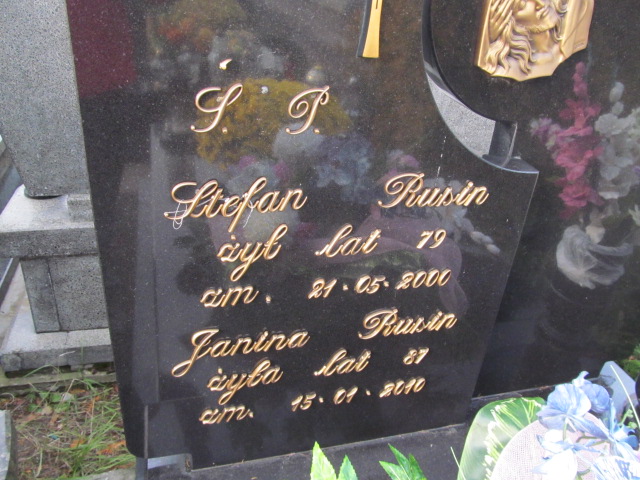 Ś. P.
Stefan Rusin
żył lat 79
zm. 21·05·2000
Janina Rusin
żyła lat 87
zm. 15·01·2010